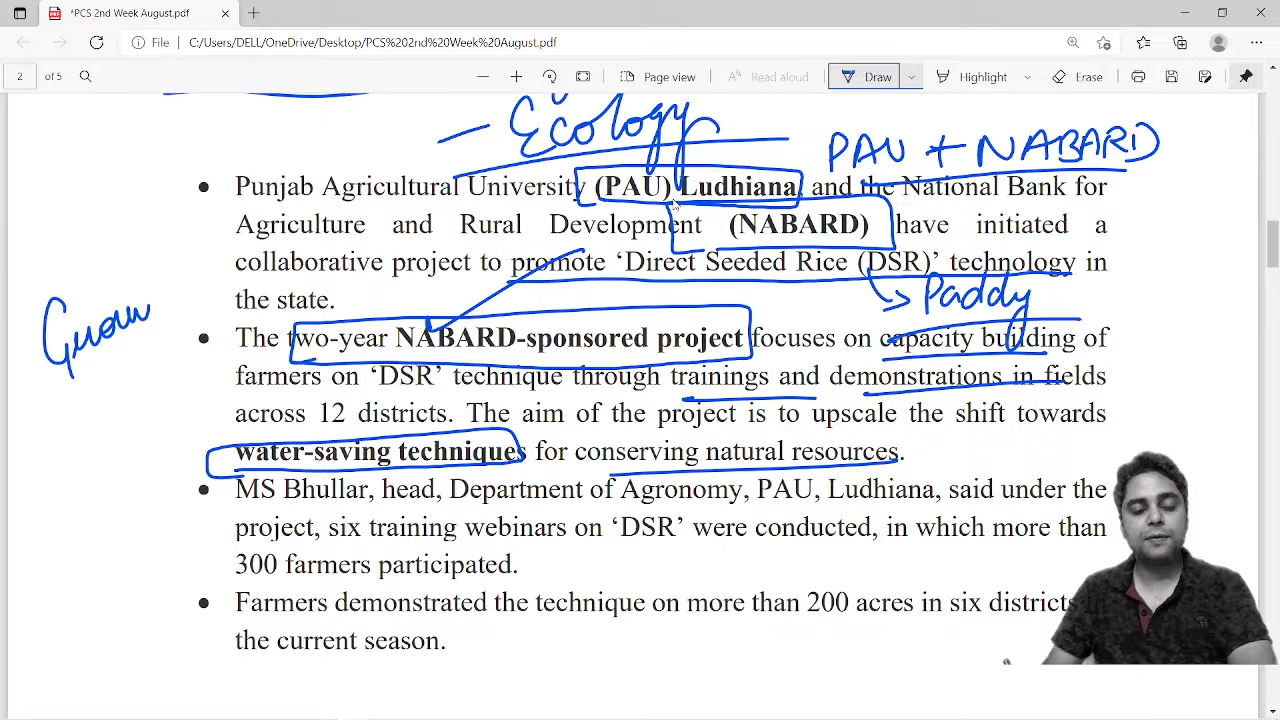 *PCS 2nd Week August.pdf
File C:/Users/DELL/OneDrive/Desktop/PCS%202nd%20Week%20August.pdf
2 of 5 Page view Read aloud Draw Highlight Erase
– Ecology
PAU + NABARD
• Punjab Agricultural University (PAU) Ludhiana, and the National Bank for
Agriculture and Rural Development (NABARD) have initiated a
collaborative project to promote ‘Direct Seeded Rice (DSR)’ technology in
the state.
Paddy
• The two-year NABARD-sponsored project focuses on capacity building of
farmers on ‘DSR’ technique through trainings and demonstrations in fields
across 12 districts. The aim of the project is to upscale the shift towards
water-saving techniques for conserving natural resources.
• MS Bhullar, head, Department of Agronomy, PAU, Ludhiana, said under the
project, six training webinars on ‘DSR’ were conducted, in which more than
300 farmers participated.
• Farmers demonstrated the technique on more than 200 acres in six districts
the current season.